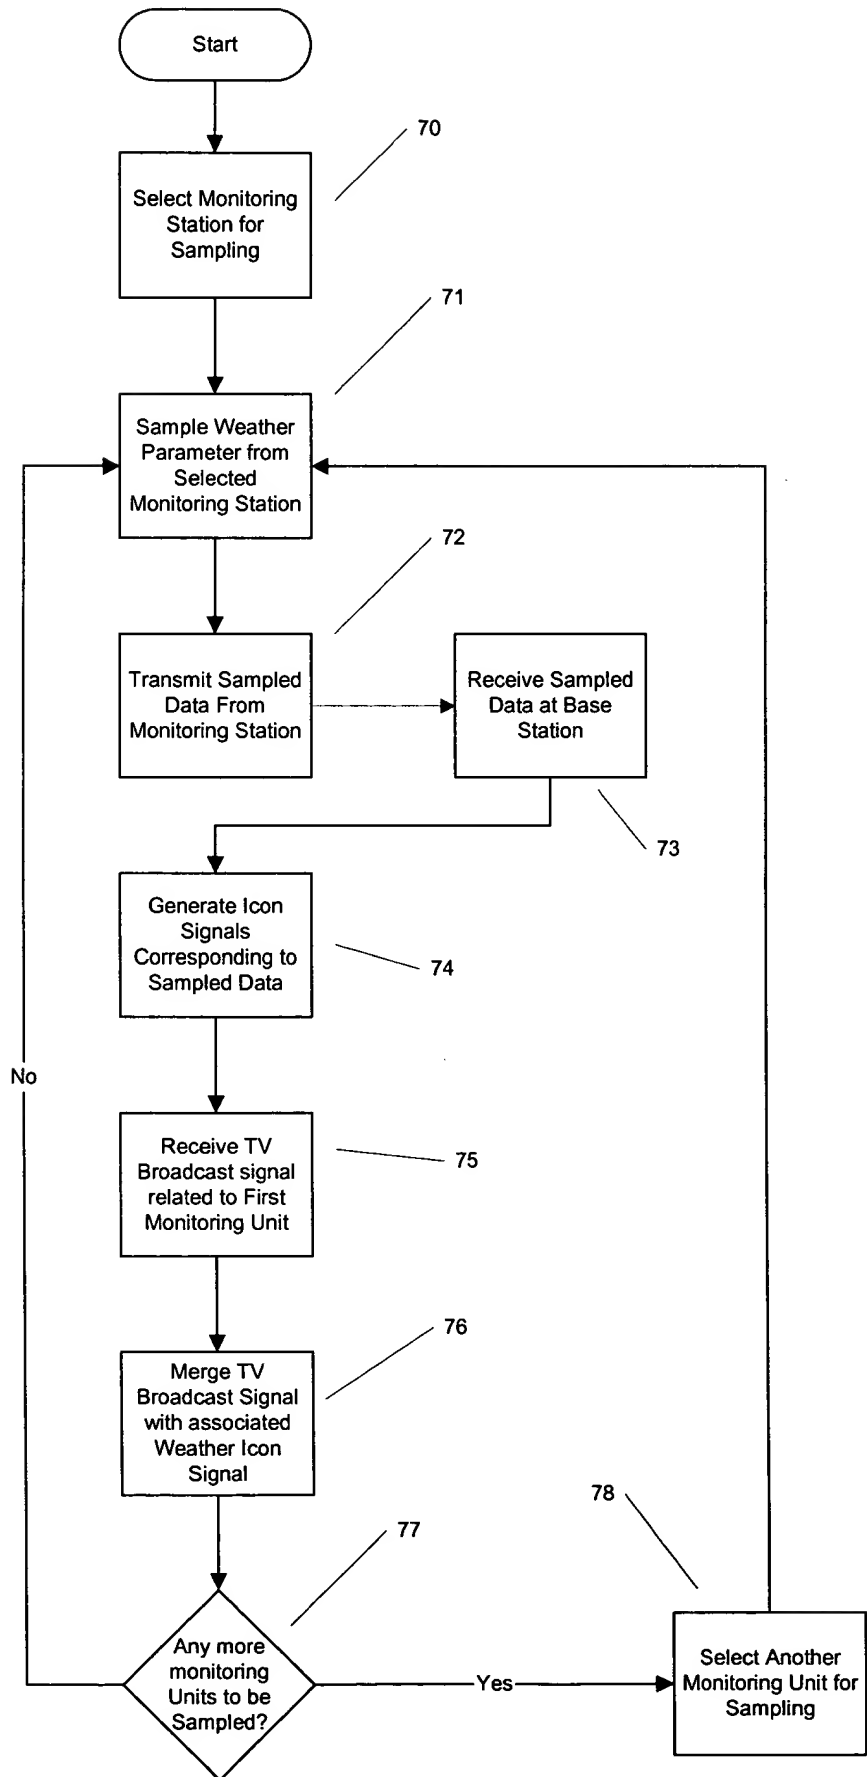 Start
70
Select Monitoring
Station for
Sampling
71
Sample Weather
Parameter from
Selected
Monitoring Station
72
Transmit Sampled
Data From
Monitoring Station
Receive Sampled
Data at Base
Station
73
Generate Icon
Signals
Corresponding to
Sampled Data
74
No
Receive TV
Broadcast signal
related to First
Monitoring Unit
75
76
Merge TV
Broadcast Signal
with associated
Weather Icon
Signal
77
78
Any more
monitoring
Units to be
Sampled?
Yes
Select Another
Monitoring Unit for
Sampling